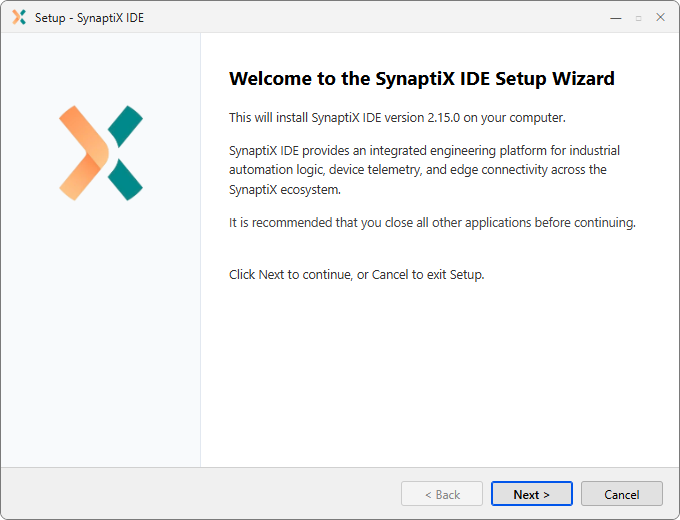 Setup - SynaptiX IDE
Welcome to the SynaptiX IDE Setup Wizard
This will install SynaptiX IDE version 2.15.0 on your computer.
SynaptiX IDE provides an integrated engineering platform for industrial
automation logic, device telemetry, and edge connectivity across the
SynaptiX ecosystem.
It is recommended that you close all other applications before continuing.
Click Next to continue, or Cancel to exit Setup.
< Back
Next >
Cancel